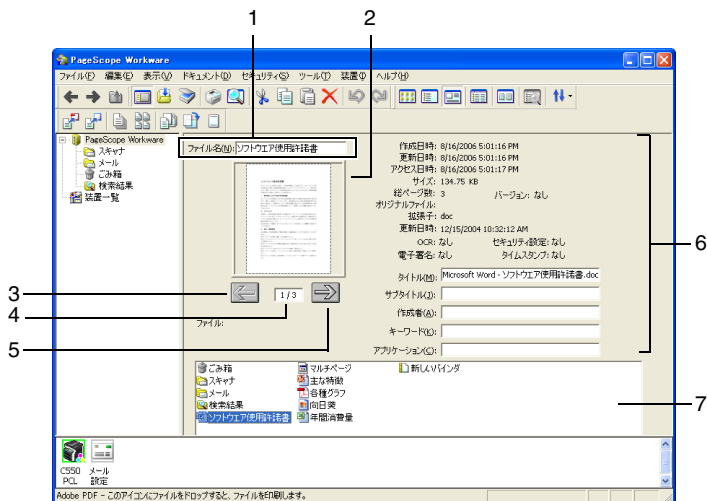 1
2
PageScope Workware
ファイル(F) 編集(E) 表示(V) ドキュメント(D) セキュリティ(S) ツール(T) 装置(I) ヘルプ(H)
PageScope Workware
スキャナ
メール
ごみ箱
検索結果
装置一覧
ファイル名(N): ソフトウエア使用許諾書
作成日時: 8/16/2006 5:01:16 PM
更新日時: 8/16/2006 5:01:16 PM
アクセス日時: 8/16/2006 5:01:17 PM
サイズ: 134.75 KB
総ページ数: 3 バージョン: なし
オリジナルファイル:
拡張子: doc
更新日時: 12/15/2004 10:32:12 AM
OCR: なし セキュリティ設定: なし
電子署名: なし タイムスタンプ: なし
6
タイトル(M): Microsoft Word - ソフトウエア使用許諾書.doc
サブタイトル(J):
作成者(A):
キーワード(K):
アプリケーション(C):
3
4
1 / 3
5
ファイル:
ごみ箱 マルチページ 新しいバインダ
スキャナ 主な特徴
メール 各種グラフ
検索結果 向日葵
ソフトウエア使用許諾書 年間消費量
7
C550 PCL
メール 設定
Adobe PDF - このアイコンにファイルをドロップすると、ファイルを印刷します。